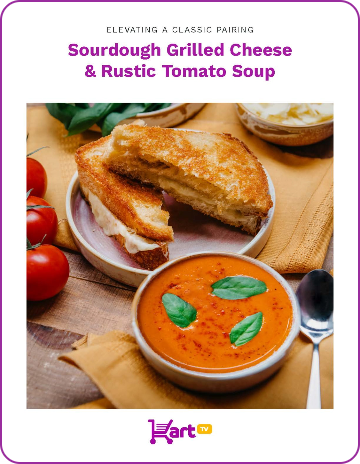 ELEVATING A CLASSIC PAIRING
Sourdough Grilled Cheese
& Rustic Tomato Soup
Kart TV